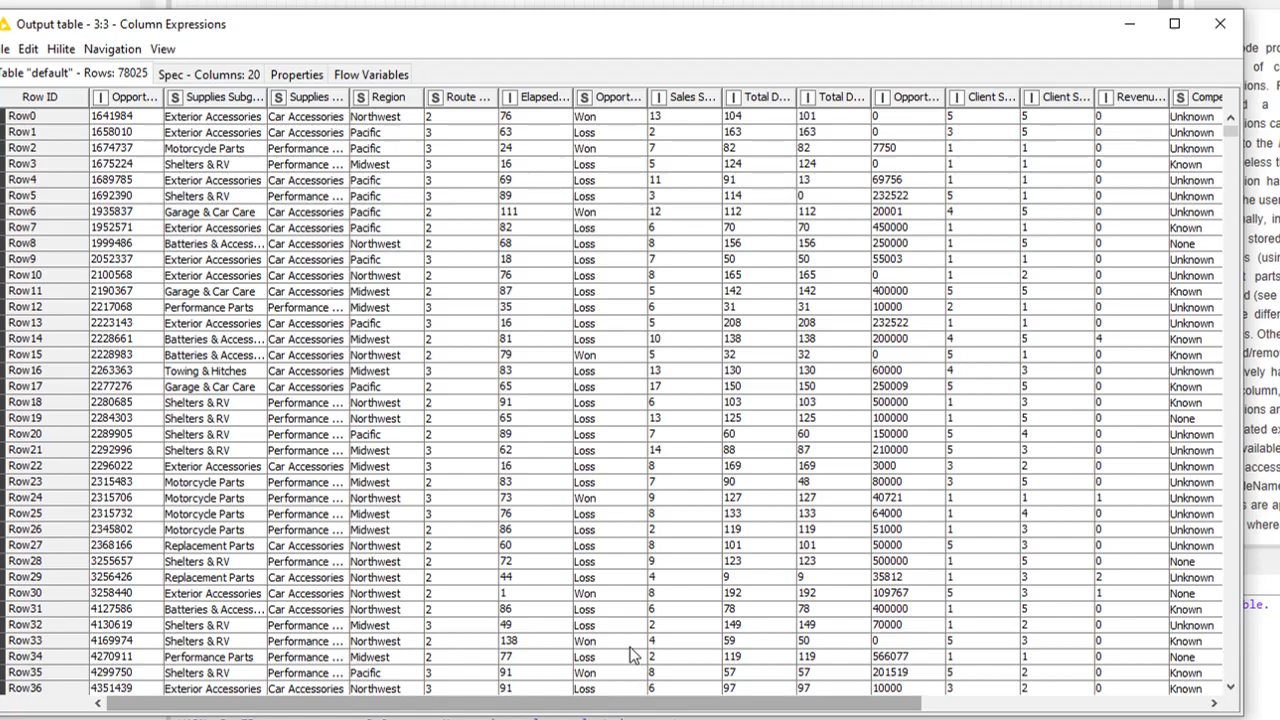 Output table - 3:3 - Column Expressions
le Edit Hilite Navigation View
Table "default" - Rows: 78025 Spec - Columns: 20 Properties Flow Variables
Row ID I Opport... S Supplies Subg... S Supplies ... S Region S Route ... I Elapsed... S Opport... I Sales S... I Total D... I Total D... I Opport... I Client S... I Client S... I Revenu... S Compe
Row0 1641984 Exterior Accessories Car Accessories Northwest 2 76 Won 13 104 101 0 5 5 0 Unknown
Row1 1658010 Exterior Accessories Car Accessories Pacific 3 63 Loss 2 163 163 0 3 5 0 Unknown
Row2 1674737 Motorcycle Parts Performance ... Pacific 3 24 Won 7 82 82 7750 1 1 0 Unknown
Row3 1675224 Shelters & RV Performance ... Midwest 3 16 Loss 5 124 124 0 1 1 0 Known
Row4 1689785 Exterior Accessories Car Accessories Pacific 3 69 Loss 11 91 13 69756 1 1 0 Unknown
Row5 1692390 Shelters & RV Performance ... Pacific 3 89 Loss 3 114 0 232522 5 1 0 Unknown
Row6 1935837 Garage & Car Care Car Accessories Pacific 2 111 Won 12 112 112 20001 4 5 0 Unknown
Row7 1952571 Exterior Accessories Car Accessories Pacific 2 82 Loss 6 70 70 450000 1 1 0 Known
Row8 1999486 Batteries & Access... Car Accessories Northwest 2 68 Loss 8 156 156 250000 1 5 0 None
Row9 2052337 Exterior Accessories Car Accessories Pacific 3 18 Loss 7 50 50 55003 1 1 0 Unknown
Row10 2100568 Exterior Accessories Car Accessories Northwest 2 76 Loss 8 165 165 0 1 2 0 Unknown
Row11 2190367 Garage & Car Care Car Accessories Midwest 2 87 Loss 5 142 142 400000 5 5 0 Known
Row12 2217068 Performance Parts Car Accessories Midwest 3 35 Loss 6 31 31 10000 2 1 0 Unknown
Row13 2223143 Exterior Accessories Car Accessories Pacific 3 16 Loss 5 208 208 232522 1 1 0 Unknown
Row14 2228661 Batteries & Access... Car Accessories Midwest 2 81 Loss 10 138 138 200000 4 5 4 Known
Row15 2228983 Batteries & Access... Car Accessories Northwest 2 79 Won 5 32 32 0 5 1 0 Known
Row16 2263363 Towing & Hitches Car Accessories Midwest 3 83 Loss 13 130 130 60000 4 3 0 Unknown
Row17 2277276 Garage & Car Care Car Accessories Pacific 2 65 Loss 17 150 150 250009 5 5 0 Known
Row18 2280685 Shelters & RV Performance ... Midwest 2 91 Loss 6 103 103 500000 1 3 0 Known
Row19 2284303 Shelters & RV Performance ... Northwest 2 65 Loss 13 125 125 100000 1 5 0 None
Row20 2289905 Shelters & RV Performance ... Pacific 2 89 Loss 7 60 60 150000 5 4 0 Unknown
Row21 2292996 Shelters & RV Performance ... Midwest 3 62 Loss 14 88 87 210000 5 5 0 Known
Row22 2296022 Exterior Accessories Car Accessories Midwest 3 16 Loss 8 169 169 3000 3 2 0 Unknown
Row23 2315483 Motorcycle Parts Performance ... Midwest 2 83 Loss 7 90 48 80000 3 5 0 Known
Row24 2315706 Motorcycle Parts Performance ... Northwest 3 73 Won 9 127 127 40721 1 1 1 Known
Row25 2315732 Motorcycle Parts Performance ... Midwest 3 76 Loss 8 133 133 64000 1 4 0 Unknown
Row26 2345802 Motorcycle Parts Performance ... Midwest 2 86 Loss 2 119 119 51000 1 3 0 Unknown
Row27 2368166 Replacement Parts Car Accessories Northwest 2 60 Loss 8 101 101 50000 5 3 0 Unknown
Row28 3255657 Shelters & RV Performance ... Northwest 2 72 Loss 9 123 123 500000 1 5 0 None
Row29 3256426 Replacement Parts Car Accessories Northwest 2 44 Loss 4 9 9 35812 1 3 2 Unknown
Row30 3258440 Exterior Accessories Car Accessories Northwest 2 1 Won 8 192 192 109767 5 3 1 None
Row31 4127586 Batteries & Access... Car Accessories Northwest 2 86 Loss 6 78 78 400000 1 5 0 Known
Row32 4130619 Shelters & RV Performance ... Midwest 3 49 Loss 2 149 149 70000 1 2 0 Unknown
Row33 4169974 Shelters & RV Performance ... Northwest 2 138 Won 4 59 50 0 5 3 0 Known
Row34 4270911 Performance Parts Car Accessories Midwest 2 77 Loss 2 119 119 566077 1 3 0 None
Row35 4299750 Shelters & RV Performance ... Pacific 3 91 Won 8 57 57 201519 5 2 0 Known
Row36 4351439 Exterior Accessories Car Accessories Northwest 3 91 Loss 6 97 97 10000 3 2 0 Known